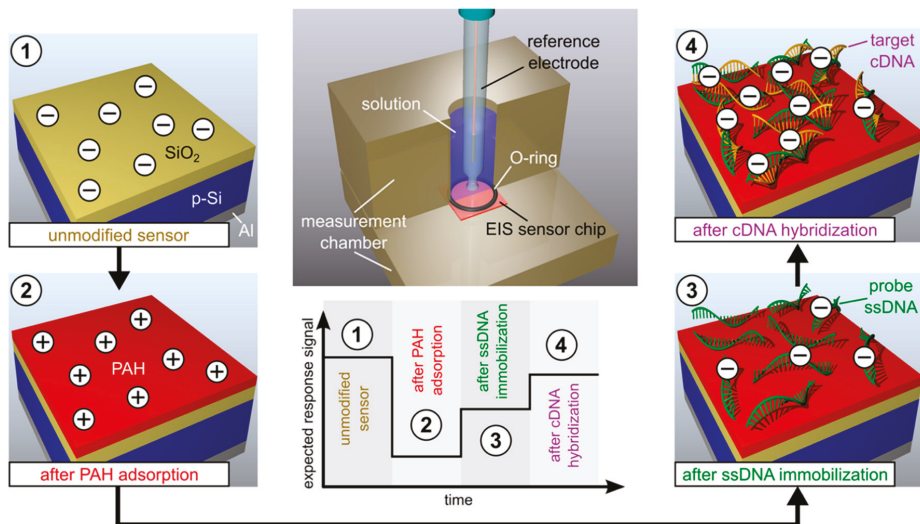 1
SiO2
p-Si
Al
unmodified sensor
2
PAH
after PAH adsorption
reference
electrode
solution
O-ring
measurement
chamber
EIS sensor chip
expected response signal
time
1
unmodified
sensor
after PAH
adsorption
2
after ssDNA
immobilization
3
4
after cDNA
hybridization
4
target
cDNA
after cDNA hybridization
3
probe
ssDNA
after ssDNA immobilization